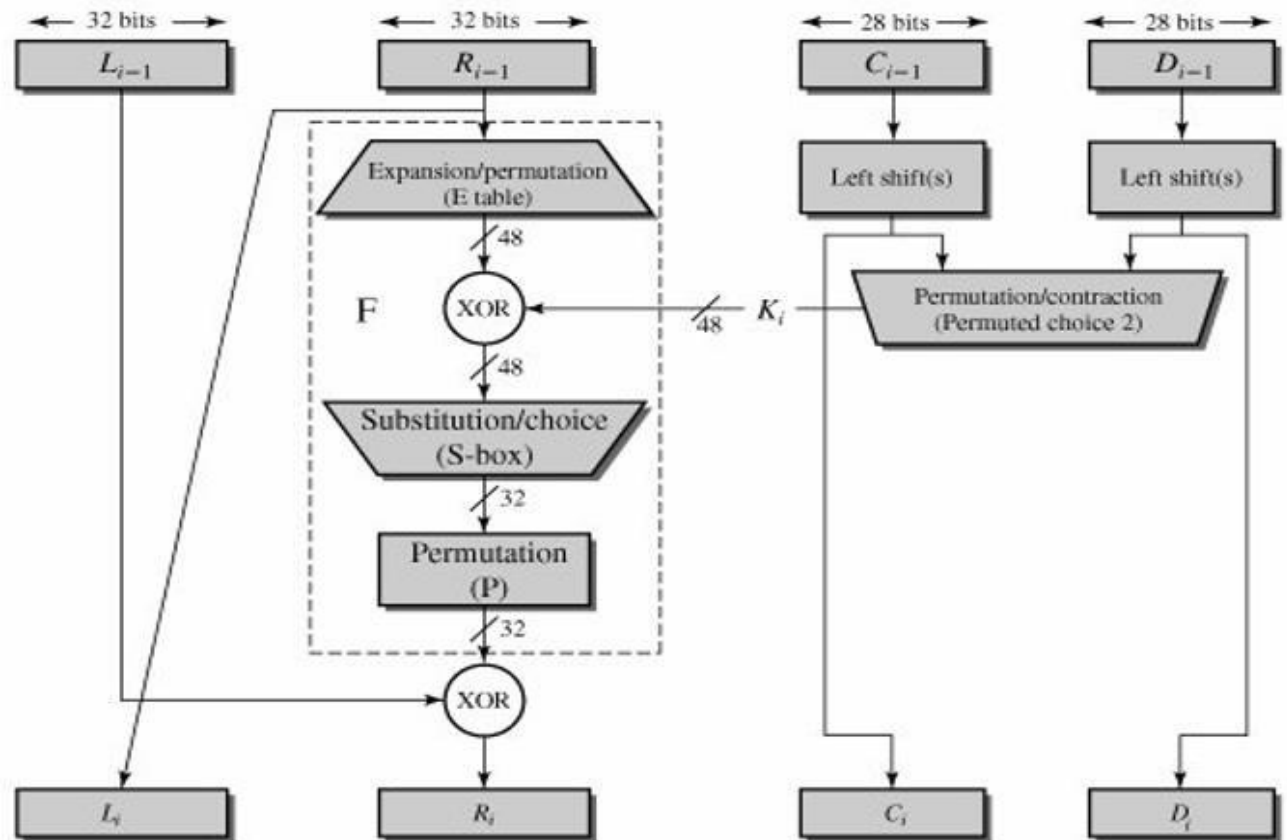 32 bits
32 bits
28 bits
28 bits
L_{i-1}
R_{i-1}
C_{i-1}
D_{i-1}
Expansion/permutation
(E table)
Left shift(s)
Left shift(s)
48
F
XOR
48
K_i
Permutation/contraction
(Permuted choice 2)
48
Substitution/choice
(S-box)
32
Permutation
(P)
32
XOR
L_i
R_i
C_i
D_i